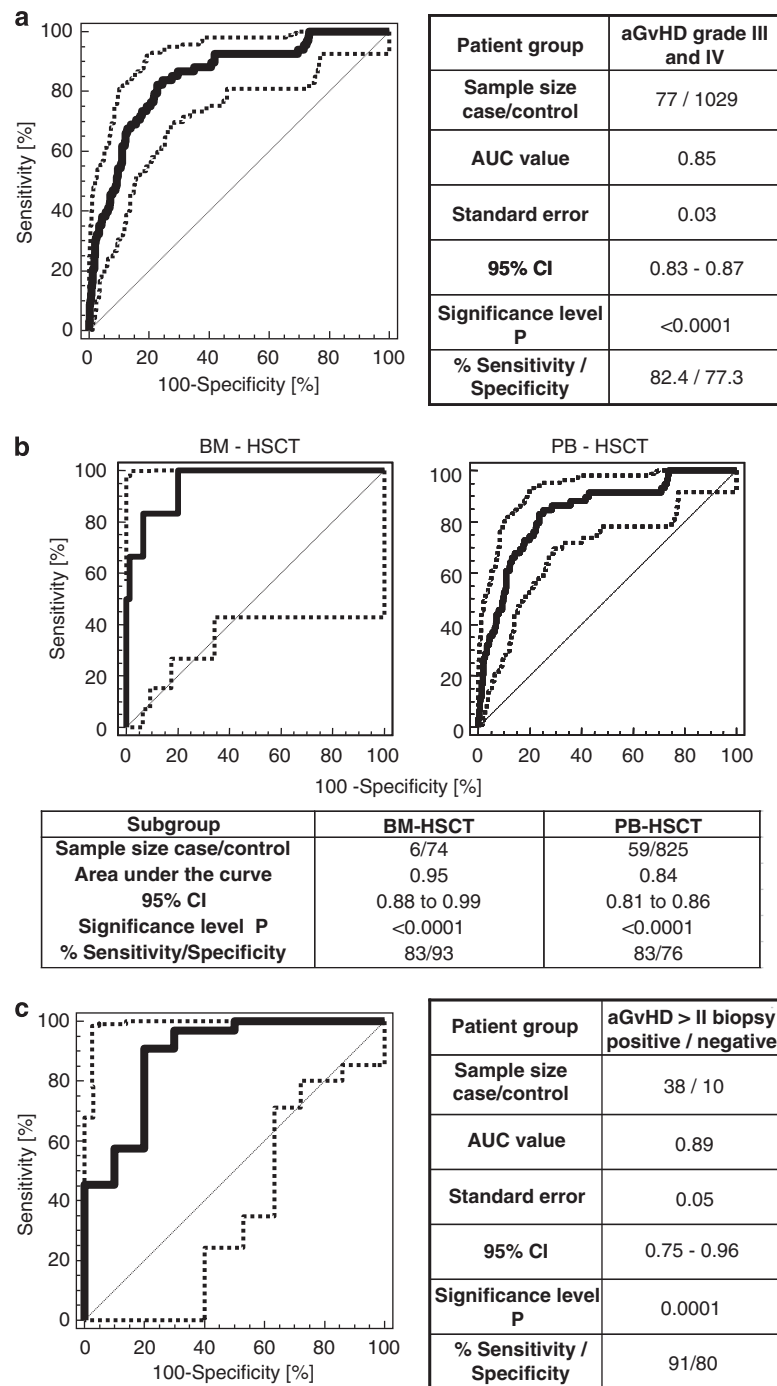 a
100
80
60
40
20
0
Sensitivity [%]
0 20 40 60 80 100
100-Specificity [%]
Patient group aGvHD grade III and IV
Sample size case/control 77 / 1029
AUC value 0.85
Standard error 0.03
95% CI 0.83 - 0.87
Significance level P <0.0001
% Sensitivity / Specificity 82.4 / 77.3
b
BM - HSCT
100
80
60
40
20
0
Sensitivity [%]
0 20 40 60 80 100
PB - HSCT
100
80
60
40
20
0
0 20 40 60 80 100
100 -Specificity [%]
Subgroup BM-HSCT PB-HSCT
Sample size case/control 6/74 59/825
Area under the curve 0.95 0.84
95% CI 0.88 to 0.99 0.81 to 0.86
Significance level P <0.0001 <0.0001
% Sensitivity/Specificity 83/93 83/76
c
100
80
60
40
20
0
Sensitivity [%]
0 20 40 60 80 100
100-Specificity [%]
Patient group aGvHD > II biopsy positive / negative
Sample size case/control 38 / 10
AUC value 0.89
Standard error 0.05
95% CI 0.75 - 0.96
Significance level P 0.0001
% Sensitivity / Specificity 91/80